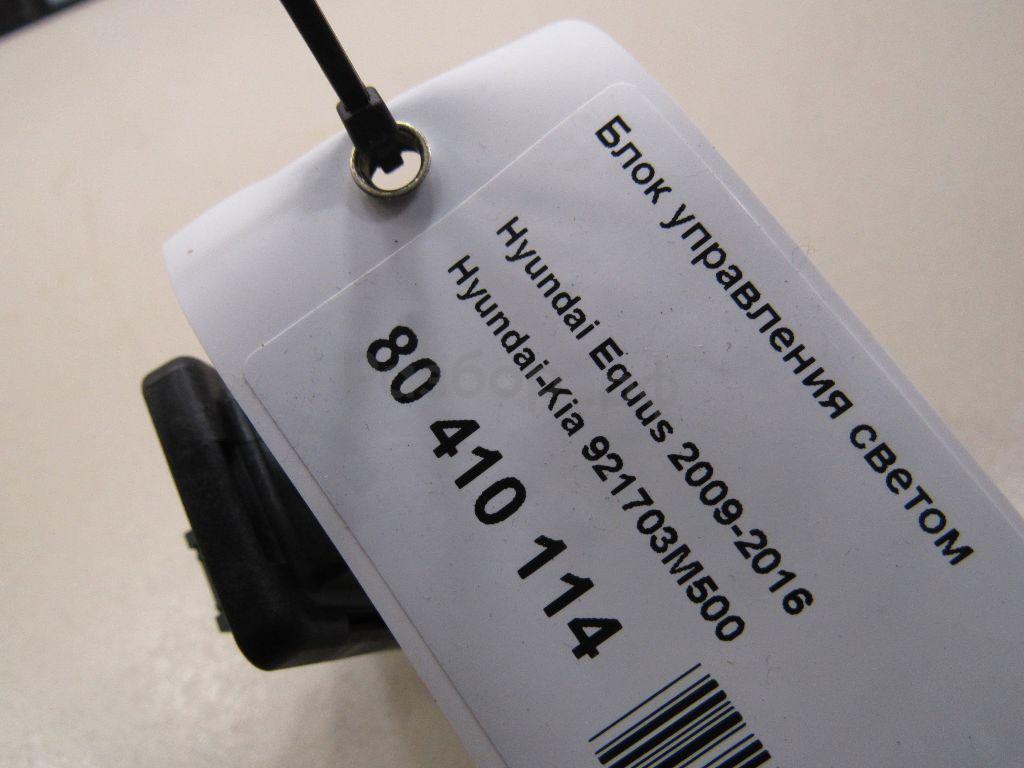 Блок управления светом
Hyundai Equus 2009-2016
Hyundai-Kia 921703M500
80 410 114